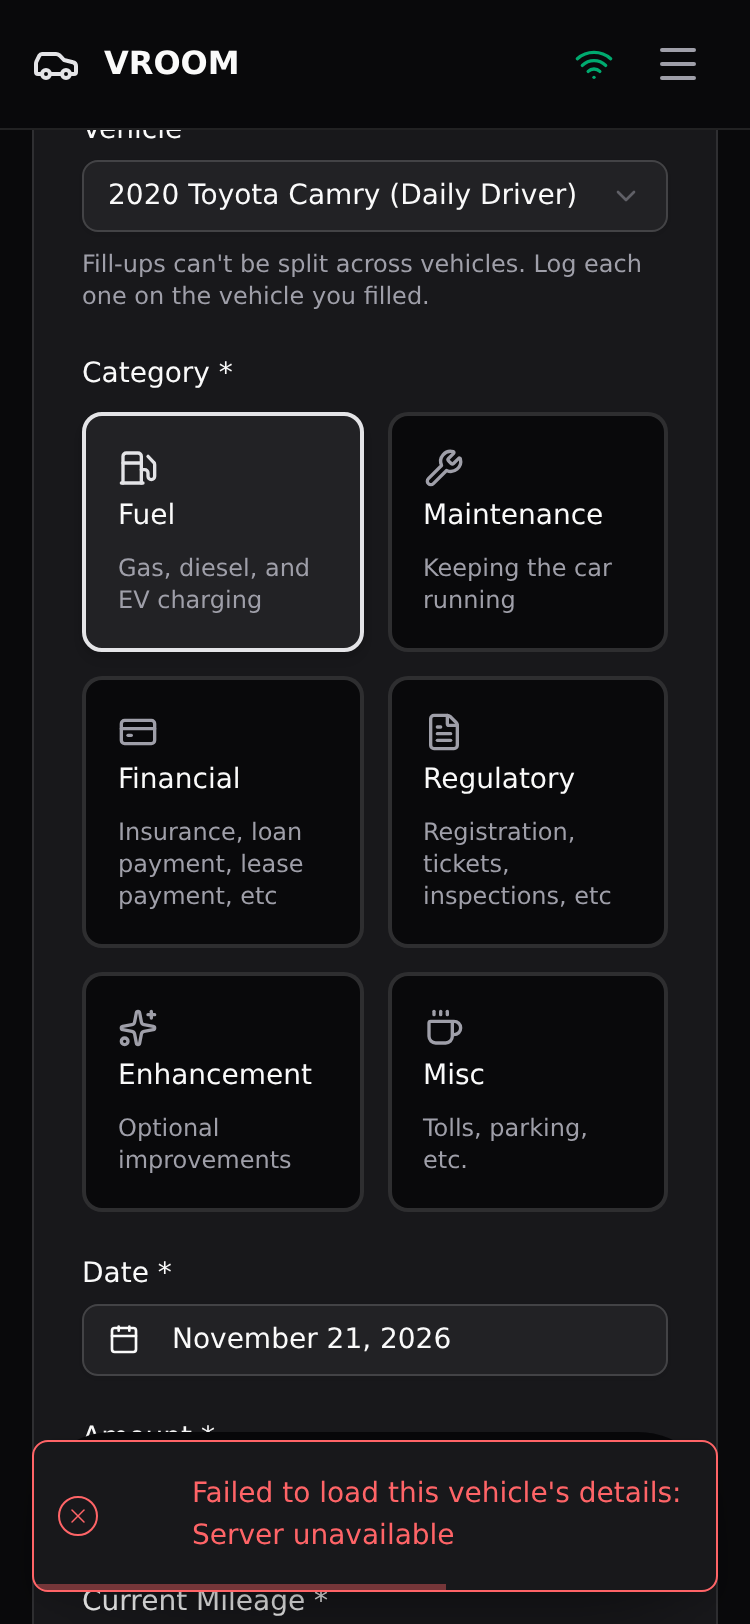 VROOM
Vehicle
2020 Toyota Camry (Daily Driver)
Fill-ups can't be split across vehicles. Log each
one on the vehicle you filled.
Category *
Fuel
Gas, diesel, and
EV charging
Maintenance
Keeping the car
running
Financial
Insurance, loan
payment, lease
payment, etc
Regulatory
Registration,
tickets,
inspections, etc
Enhancement
Optional
improvements
Misc
Tolls, parking,
etc.
Date *
November 21, 2026
Amount *
Failed to load this vehicle's details:
Server unavailable
Current Mileage *